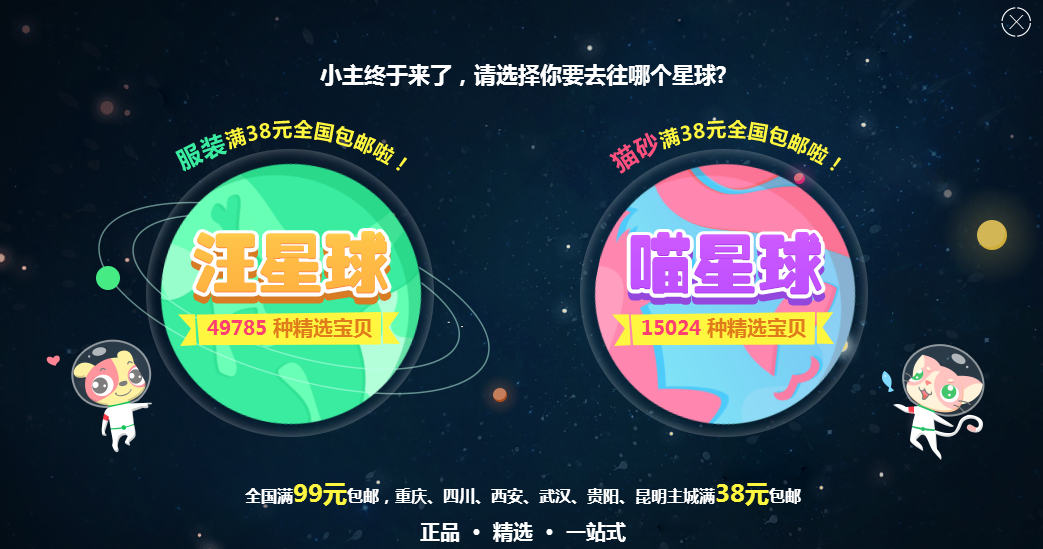 小主终于来了，请选择你要去往哪个星球?
服装满38元全国包邮啦！
汪星球
49785 种精选宝贝
猫砂满38元全国包邮啦！
喵星球
15024 种精选宝贝
全国满99元包邮，重庆、四川、西安、武汉、贵阳、昆明主城满38元包邮
正品 • 精选 • 一站式